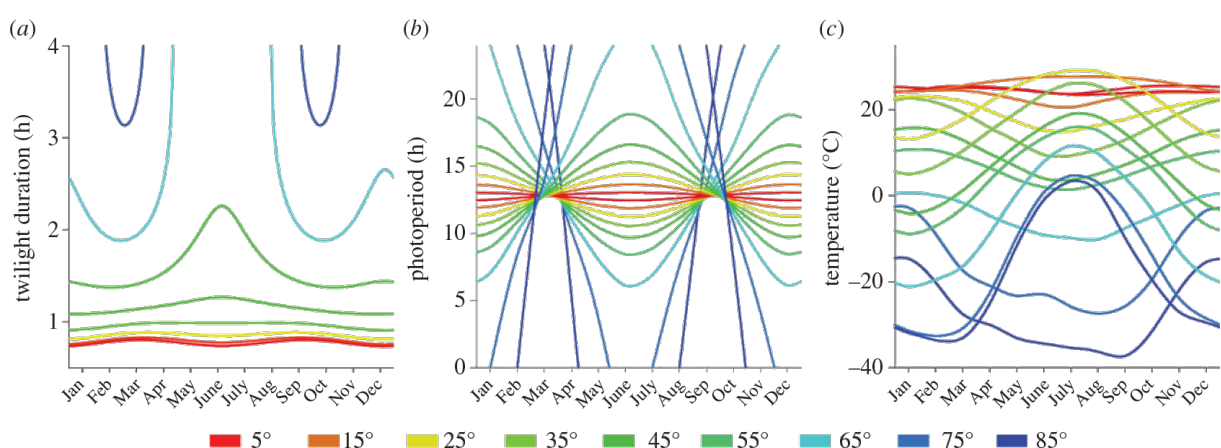 (a)
4
3
2
1
twilight duration (h)
Jan Feb Mar Apr May June July Aug Sep Oct Nov Dec
(b)
20
15
10
5
0
photoperiod (h)
Jan Feb Mar Apr May June July Aug Sep Oct Nov Dec
(c)
20
0
−20
−40
temperature (°C)
Jan Feb Mar Apr May June July Aug Sep Oct Nov Dec
5° 15° 25° 35° 45° 55° 65° 75° 85°